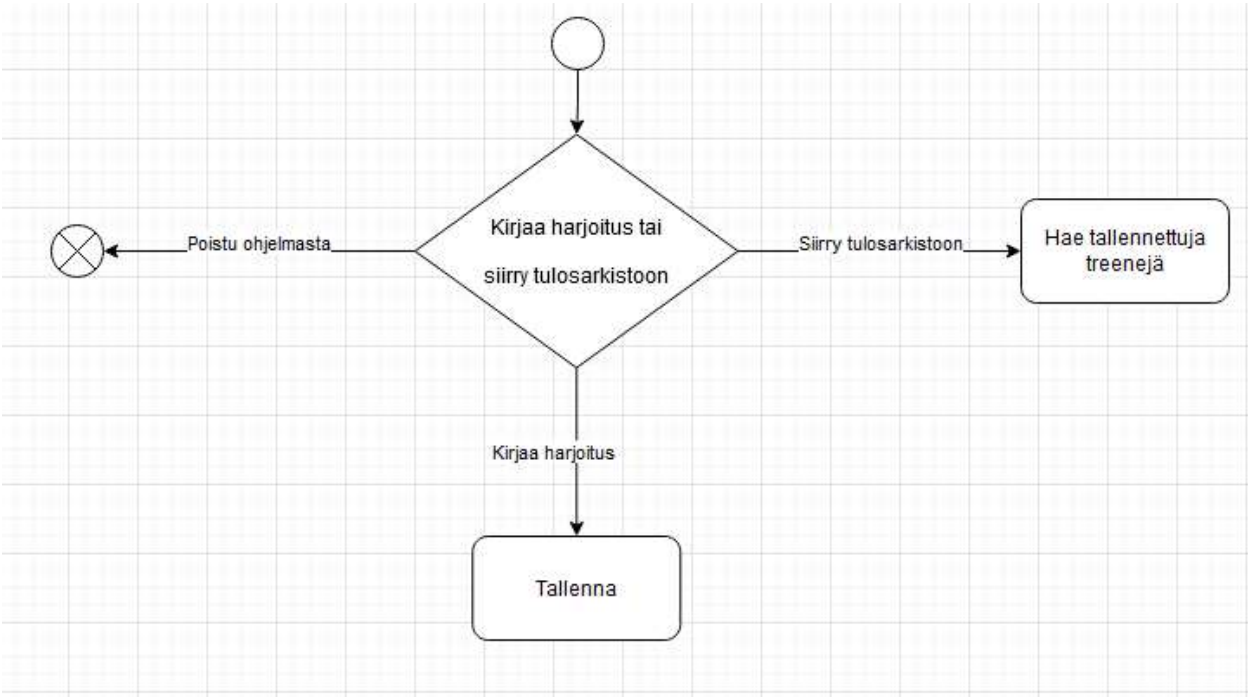 Kirjaa harjoitus tai
siirry tulosarkistoon
Poistu ohjelmasta
Siirry tulosarkistoon
Hae tallennettuja
treenejä
Kirjaa harjoitus
Tallenna